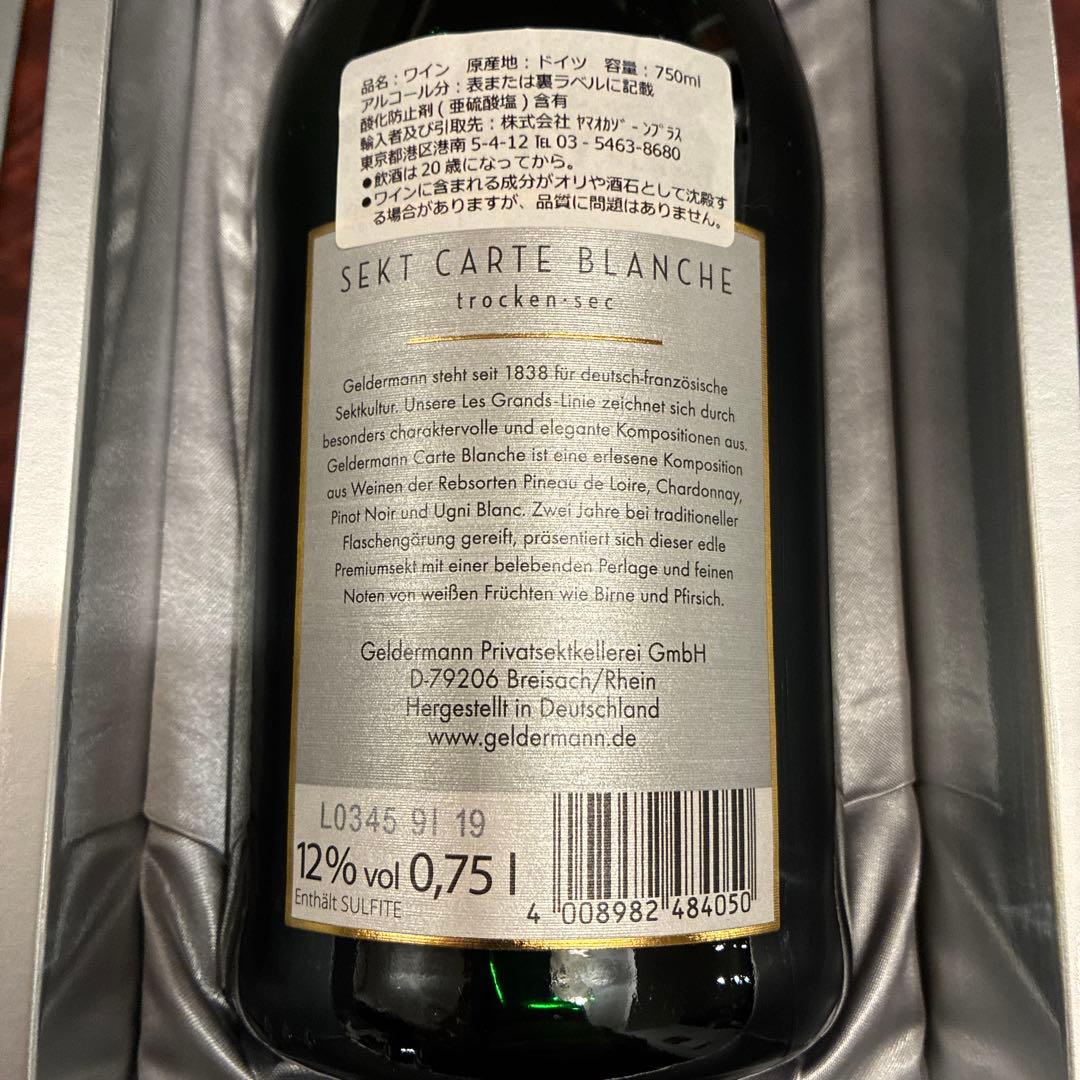 品名:ワイン 原産地:ドイツ 容量:750ml
アルコール分:表または裏ラベルに記載
酸化防止剤(亜硫酸塩)含有
輸入者及び引取先:株式会社 ヤマオカゾーンプラス
東京都港区港南 5-4-12 ℡ 03 - 5463-8680
●飲酒は20歳になってから。
●ワインに含まれる成分がオリや酒石として沈殿す
る場合がありますが、品質に問題はありません。
SEKT CARTE BLANCHE
trocken·sec
Geldermann steht seit 1838 für deutsch-französische
Sektkultur. Unsere Les Grands-Linie zeichnet sich durch
besonders charaktervolle und elegante Kompositionen aus.
Geldermann Carte Blanche ist eine erlesene Komposition
aus Weinen der Rebsorten Pineau de Loire, Chardonnay,
Pinot Noir und Ugni Blanc. Zwei Jahre bei traditioneller
Flaschengärung gereift, präsentiert sich dieser edle
Premiumsekt mit einer belebenden Perlage und feinen
Noten von weißen Früchten wie Birne und Pfirsich.
Geldermann Privatsektkellerei GmbH
D-79206 Breisach/Rhein
Hergestellt in Deutschland
www.geldermann.de
L0345 91 19
12% vol 0,75 l
Enthält SULFITE
4 008982 484050